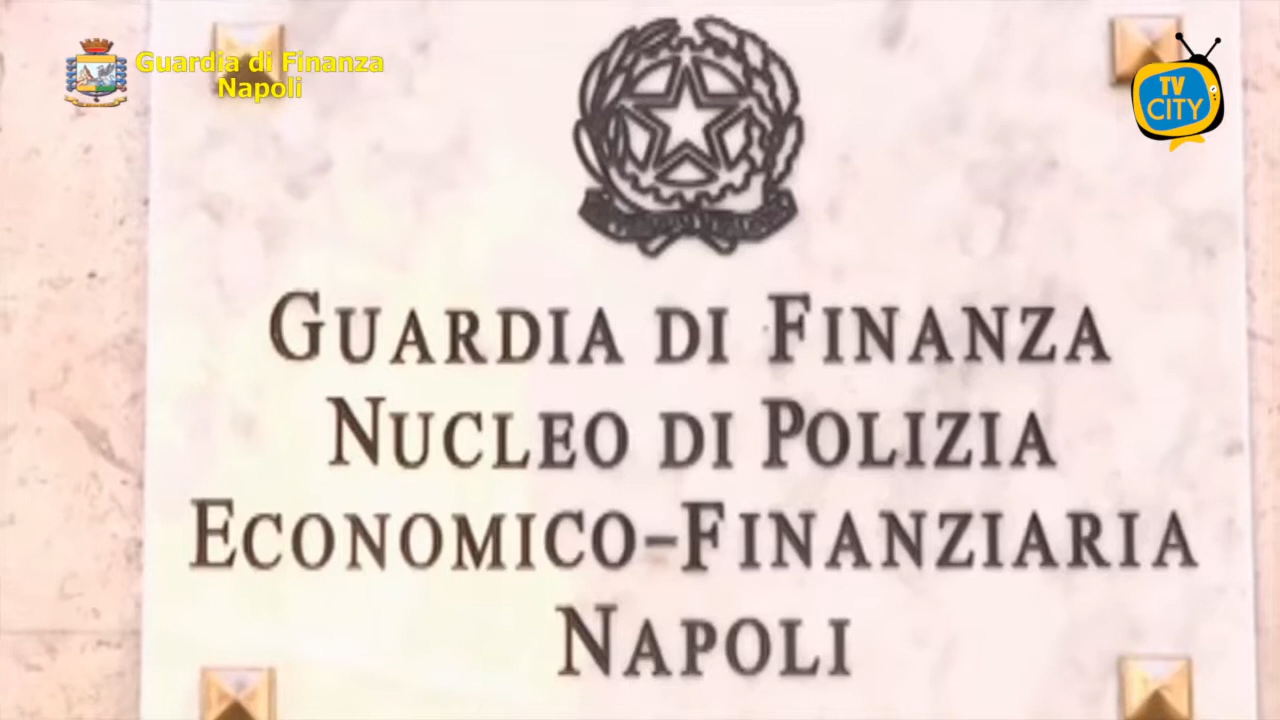 Guardia di Finanza
Napoli
TV
CITY
GUARDIA DI FINANZA
NUCLEO DI POLIZIA
ECONOMICO-FINANZIARIA
NAPOLI